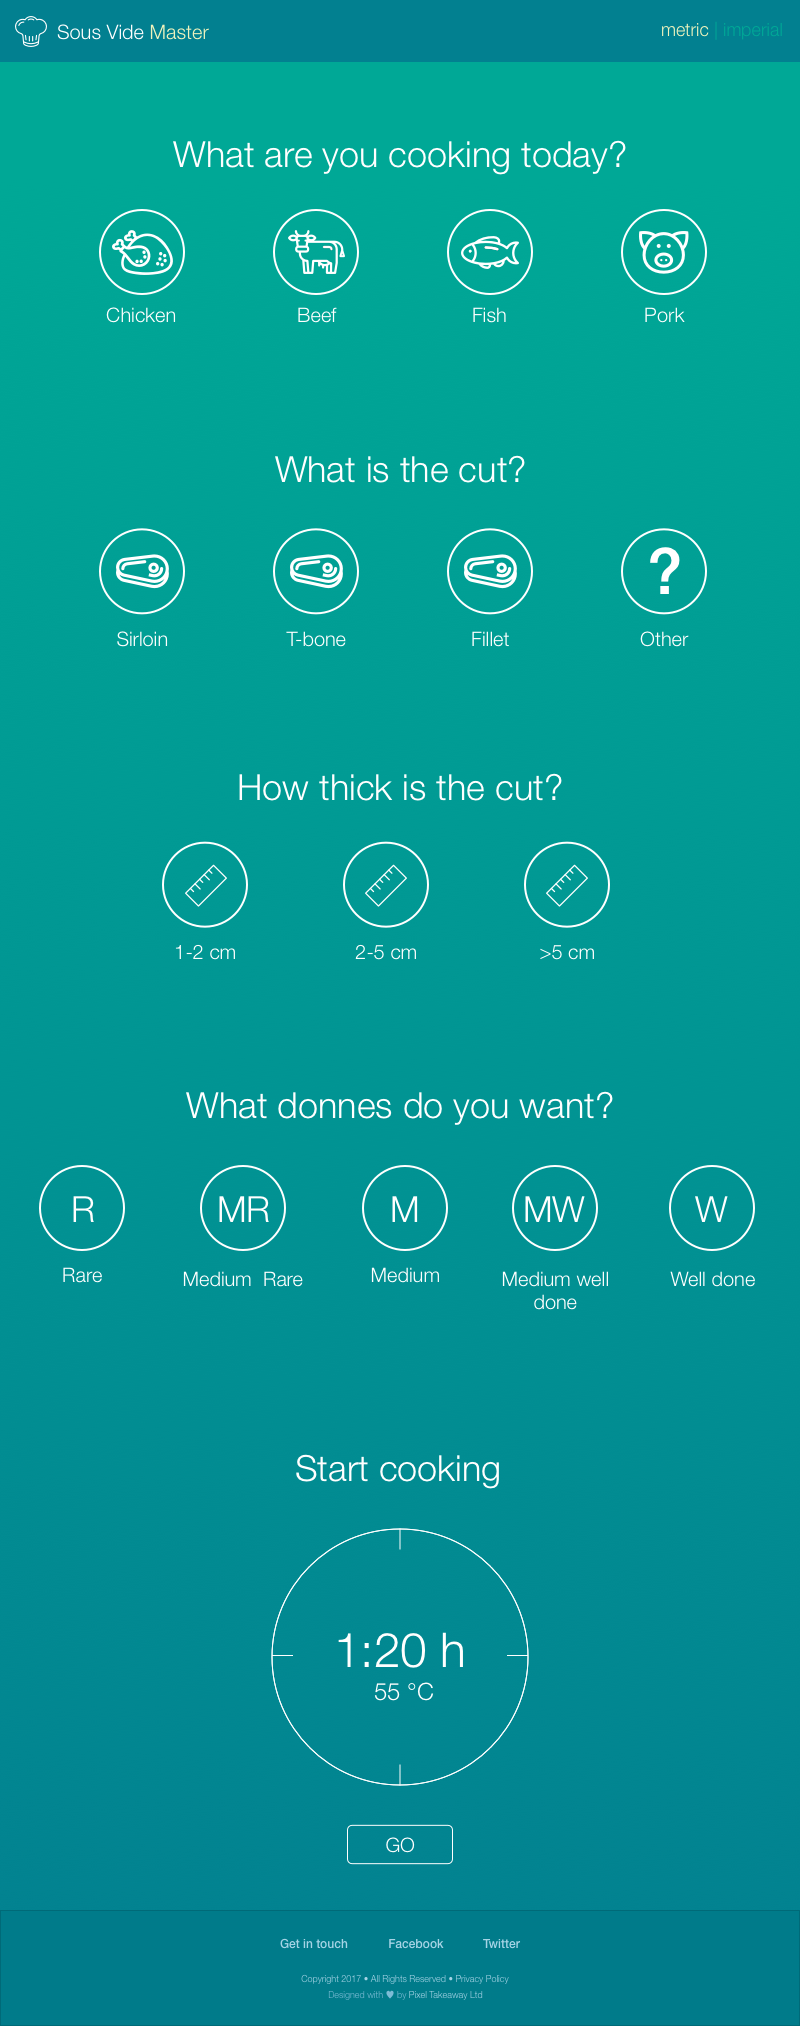 Sous Vide Master
metric | imperial
What are you cooking today?
Chicken Beef Fish Pork
What is the cut?
?
Sirloin T-bone Fillet Other
How thick is the cut?
1-2 cm 2-5 cm >5 cm
What donnes do you want?
R MR M MW W
Rare Medium Rare Medium Medium well done Well done
Start cooking
1:20 h
55 °C
GO
Get in touch Facebook Twitter
Copyright 2017 • All Rights Reserved • Privacy Policy
Designed with ♥ by Pixel Takeaway Ltd